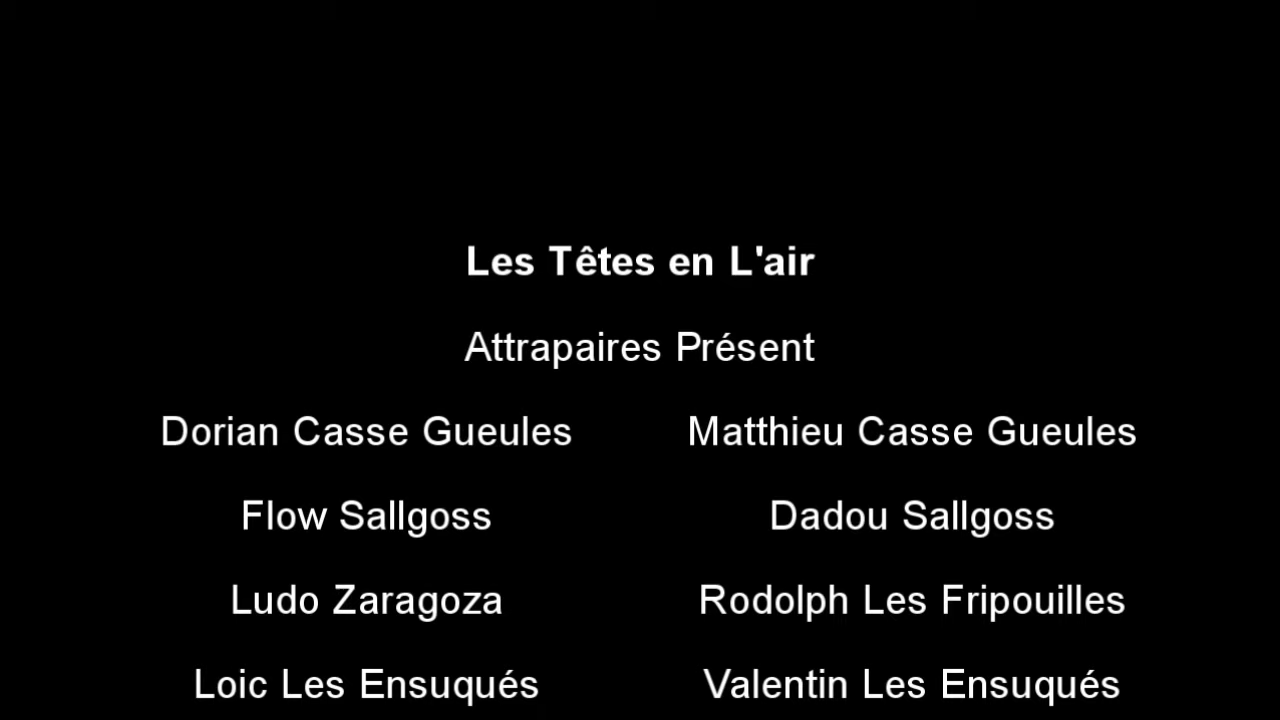 Les Têtes en L'air
Attrapaires Présent
Dorian Casse Gueules
Matthieu Casse Gueules
Flow Sallgoss
Dadou Sallgoss
Ludo Zaragoza
Rodolph Les Fripouilles
Loic Les Ensuqués
Valentin Les Ensuqués